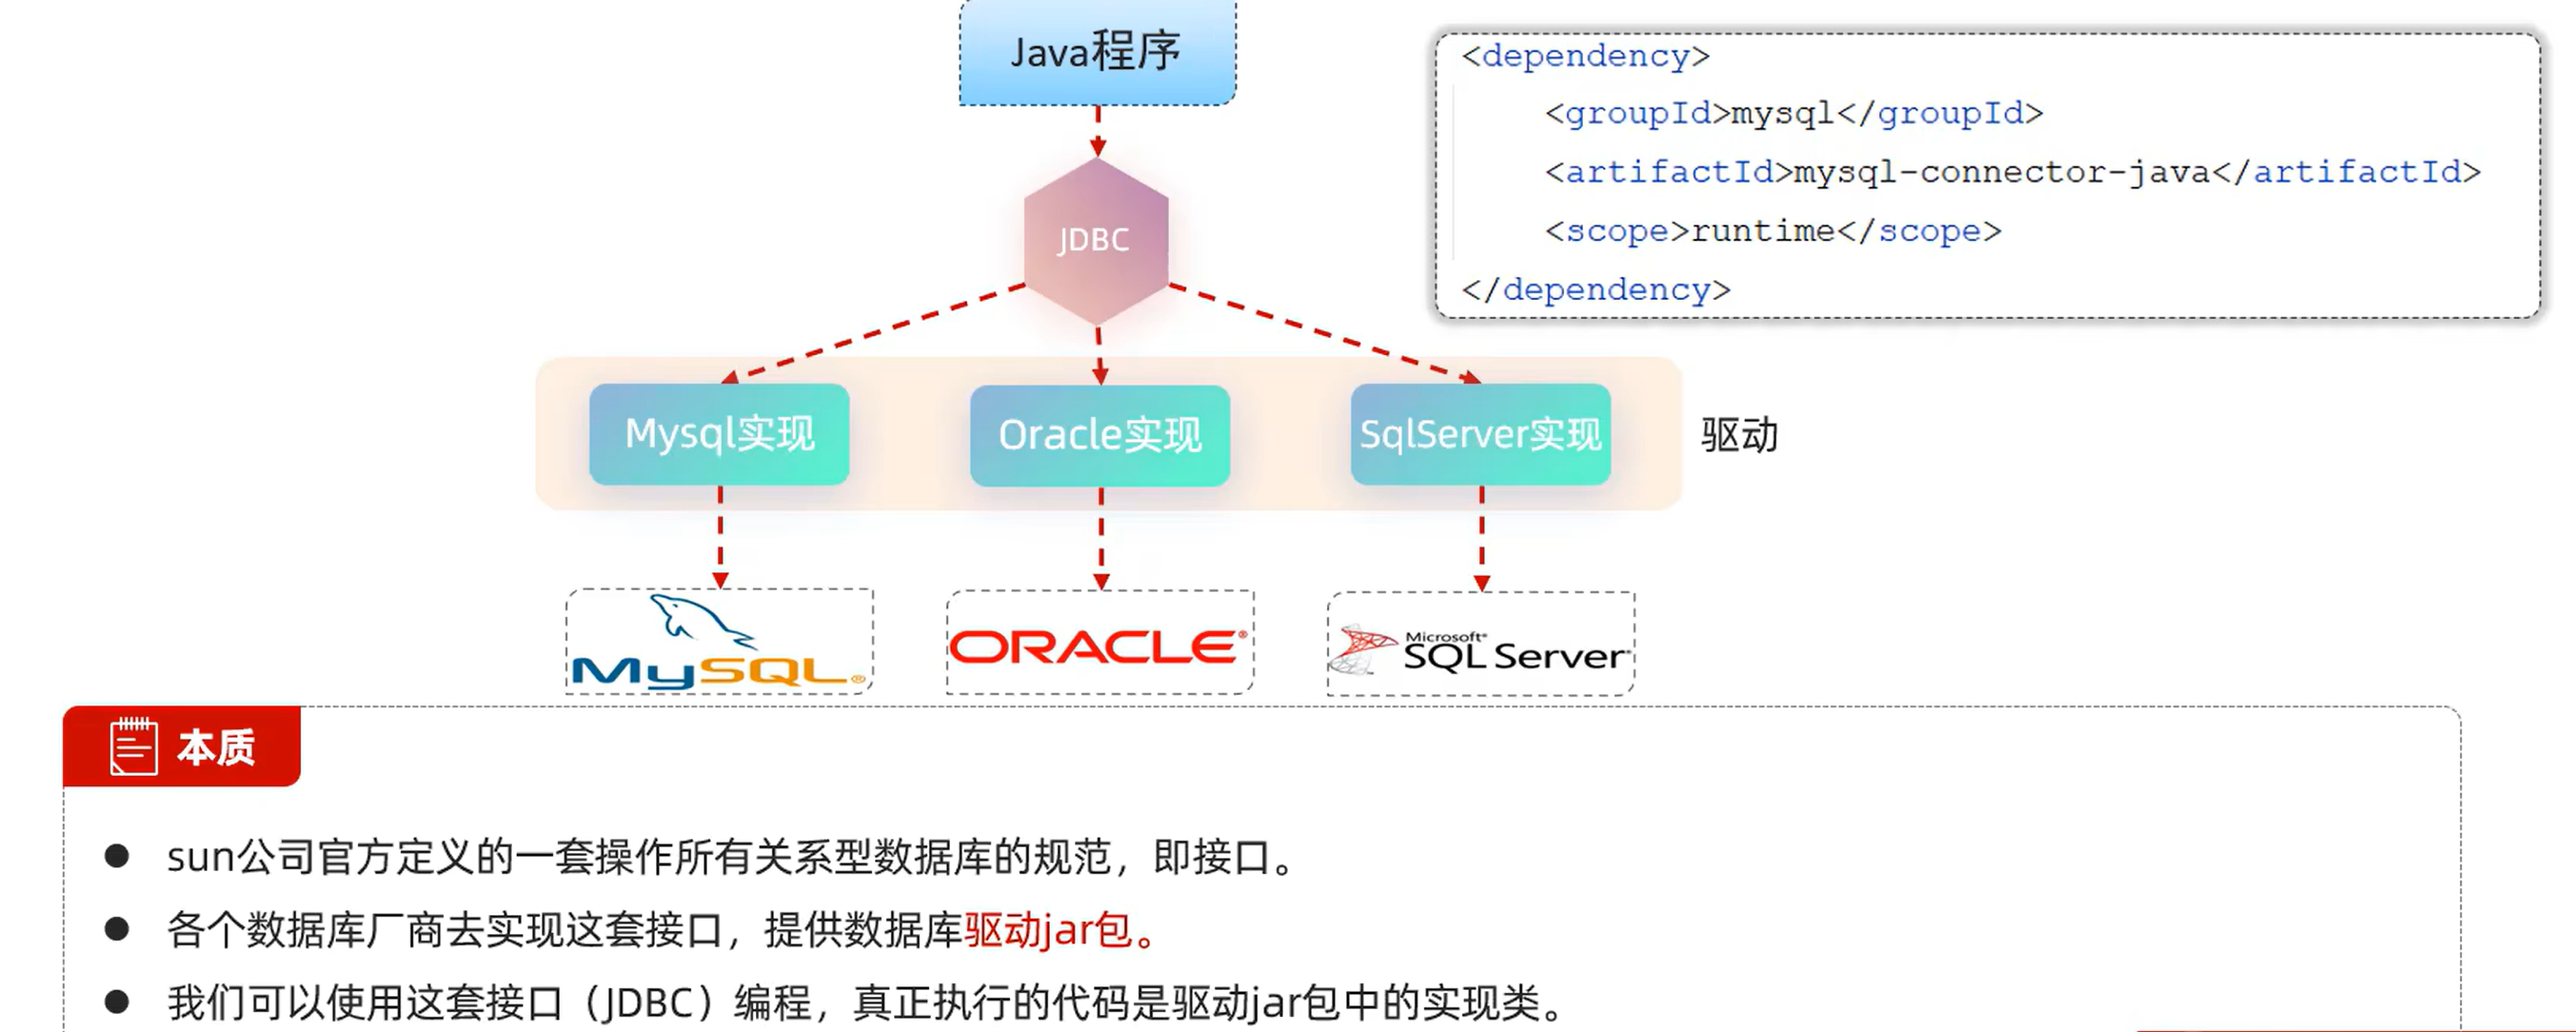 Java程序
<dependency>
<groupId>mysql</groupId>
<artifactId>mysql-connector-java</artifactId>
<scope>runtime</scope>
</dependency>
JDBC
Mysql实现
Oracle实现
SqlServer实现
驱动
MySQL®
ORACLE®
Microsoft®
SQL Server®
本质
● sun公司官方定义的一套操作所有关系型数据库的规范，即接口。
● 各个数据库厂商去实现这套接口，提供数据库驱动jar包。
● 我们可以使用这套接口（JDBC）编程，真正执行的代码是驱动jar包中的实现类。